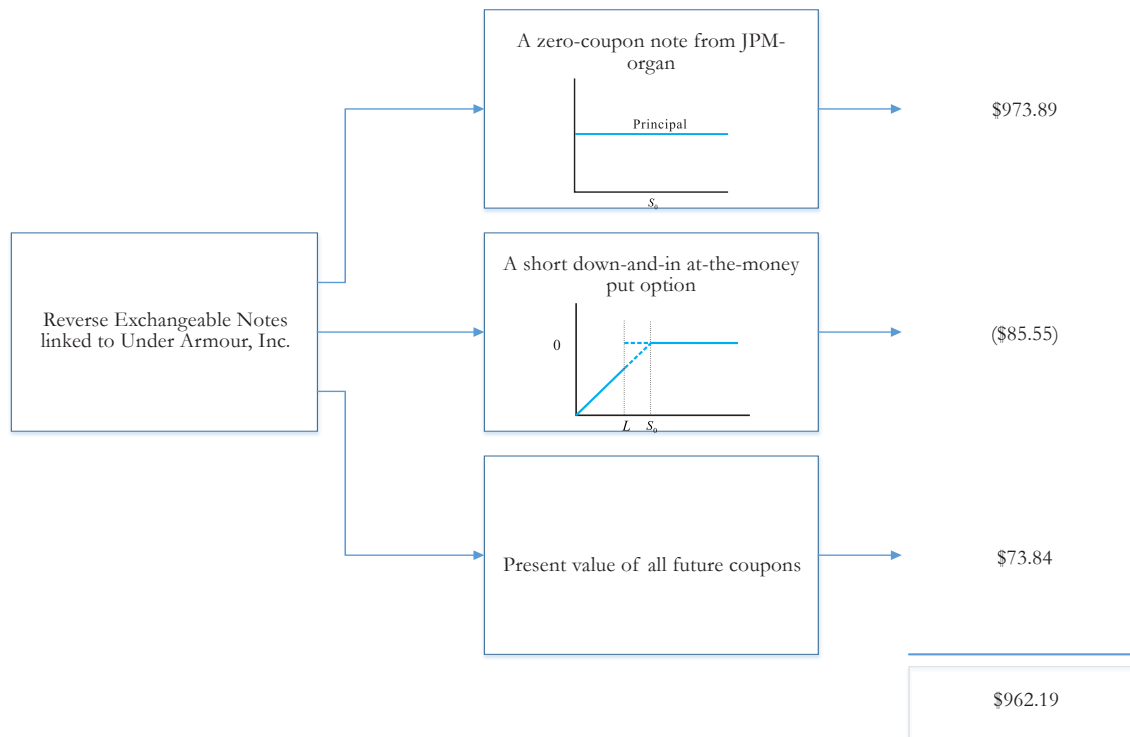 A zero-coupon note from JPM-
organ
Principal
S₀
$973.89
Reverse Exchangeable Notes
linked to Under Armour, Inc.
A short down-and-in at-the-money
put option
0
L S₀
($85.55)
Present value of all future coupons
$73.84
$962.19